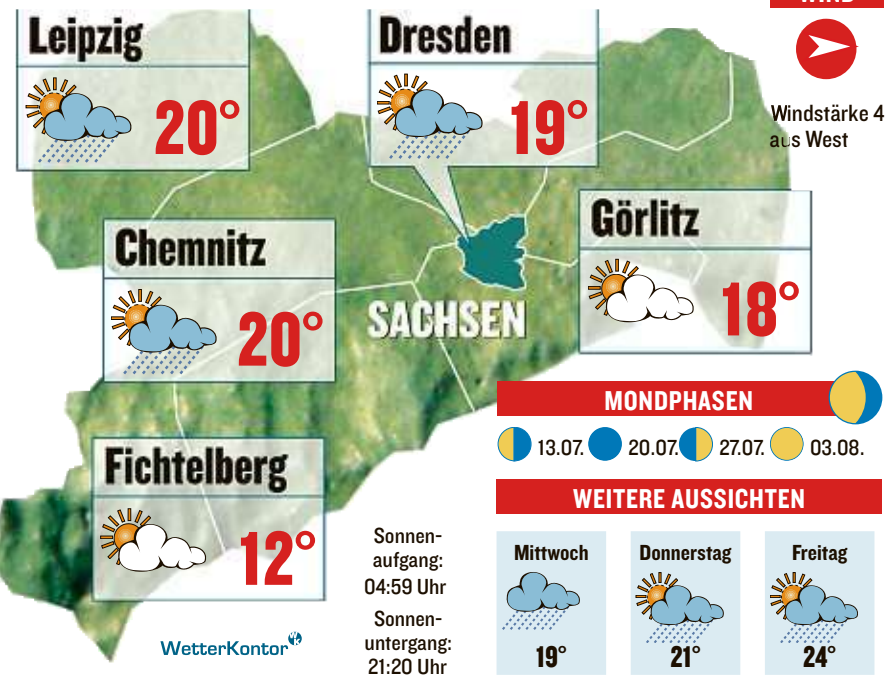 Leipzig
20°
Dresden
19°
WIND
Windstärke 4
aus West
Chemnitz
20°
Görlitz
18°
SACHSEN
Fichtelberg
12°
MONDPHASEN
13.07. 20.07. 27.07. 03.08.
WEITERE AUSSICHTEN
Mittwoch
19°
Donnerstag
21°
Freitag
24°
Sonnen-
aufgang:
04:59 Uhr
Sonnen-
untergang:
21:20 Uhr
WetterKontor